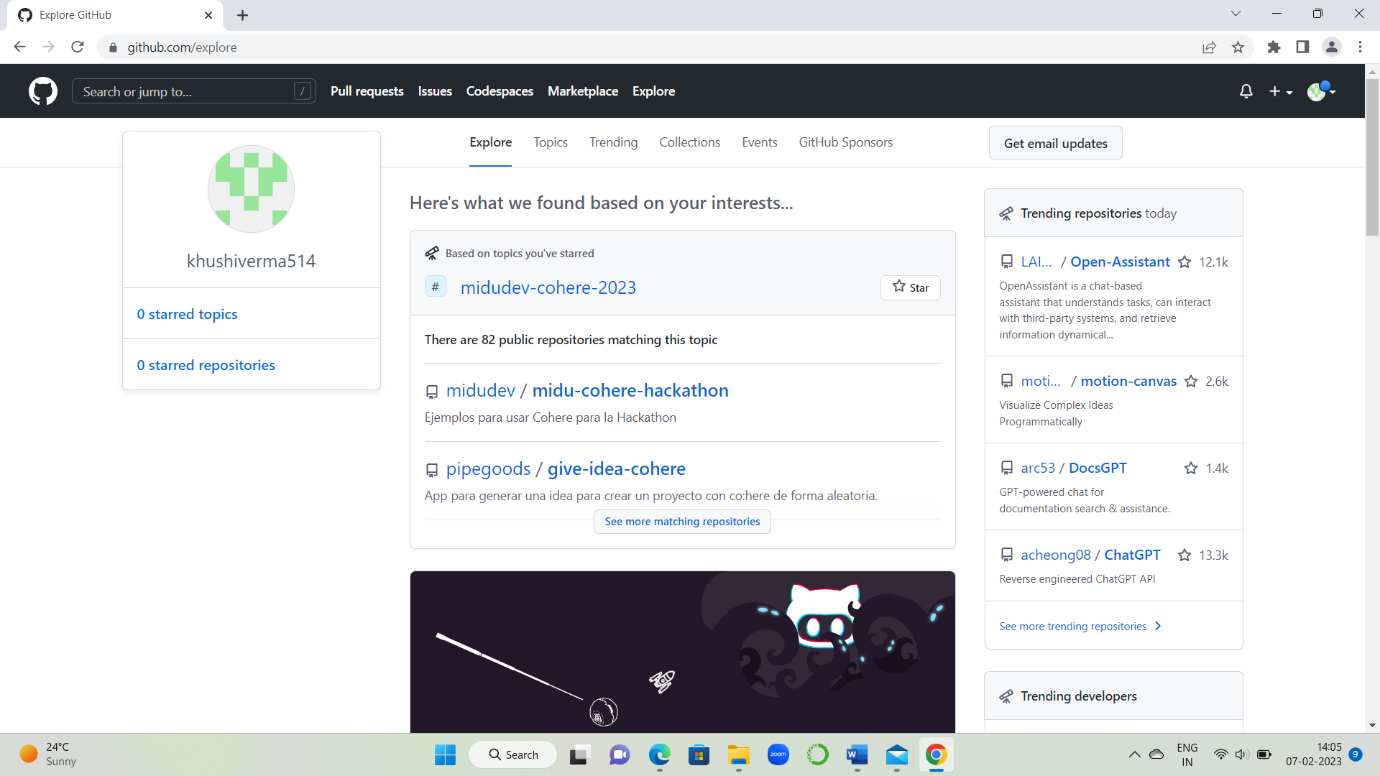 Explore GitHub
github.com/explore
Search or jump to...
/
Pull requests
Issues
Codespaces
Marketplace
Explore
Explore
Topics
Trending
Collections
Events
GitHub Sponsors
Get email updates
khushiverma514
0 starred topics
0 starred repositories
Here's what we found based on your interests...
Based on topics you've starred
# midudev-cohere-2023
Star
There are 82 public repositories matching this topic
midudev / midu-cohere-hackathon
Ejemplos para usar Cohere para la Hackathon
pipegoods / give-idea-cohere
App para generar una idea para crear un proyecto con co:here de forma aleatoria.
See more matching repositories
Trending repositories today
LAI... / Open-Assistant 12.1k
OpenAssistant is a chat-based
assistant that understands tasks, can interact
with third-party systems, and retrieve
information dynamical...
moti... / motion-canvas 2.6k
Visualize Complex Ideas
Programmatically
arc53 / DocsGPT 1.4k
GPT-powered chat for
documentation search & assistance.
acheong08 / ChatGPT 13.3k
Reverse engineered ChatGPT API
See more trending repositories
Trending developers
24°C
Sunny
Search
zoom
ENG
IN
14:05
07-02-2023
9